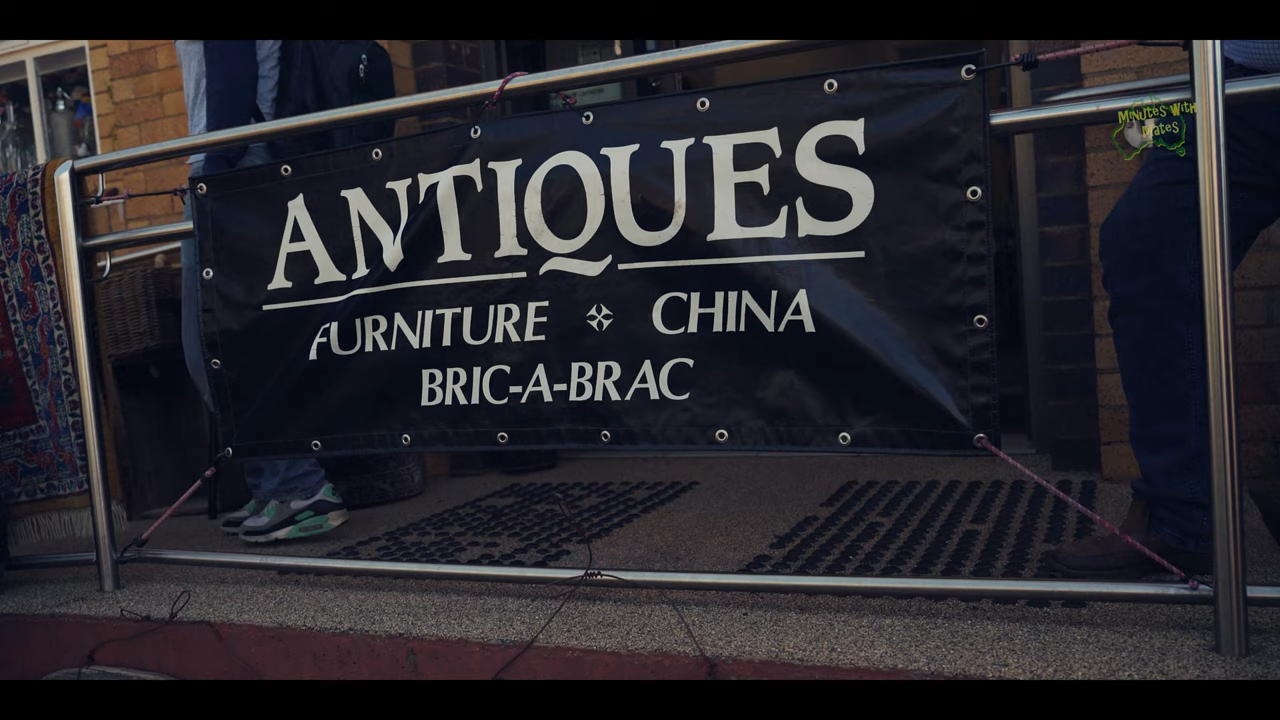 ANTIQUES
FURNITURE CHINA
BRIC-A-BRAC
MINUTES WITH
MATES